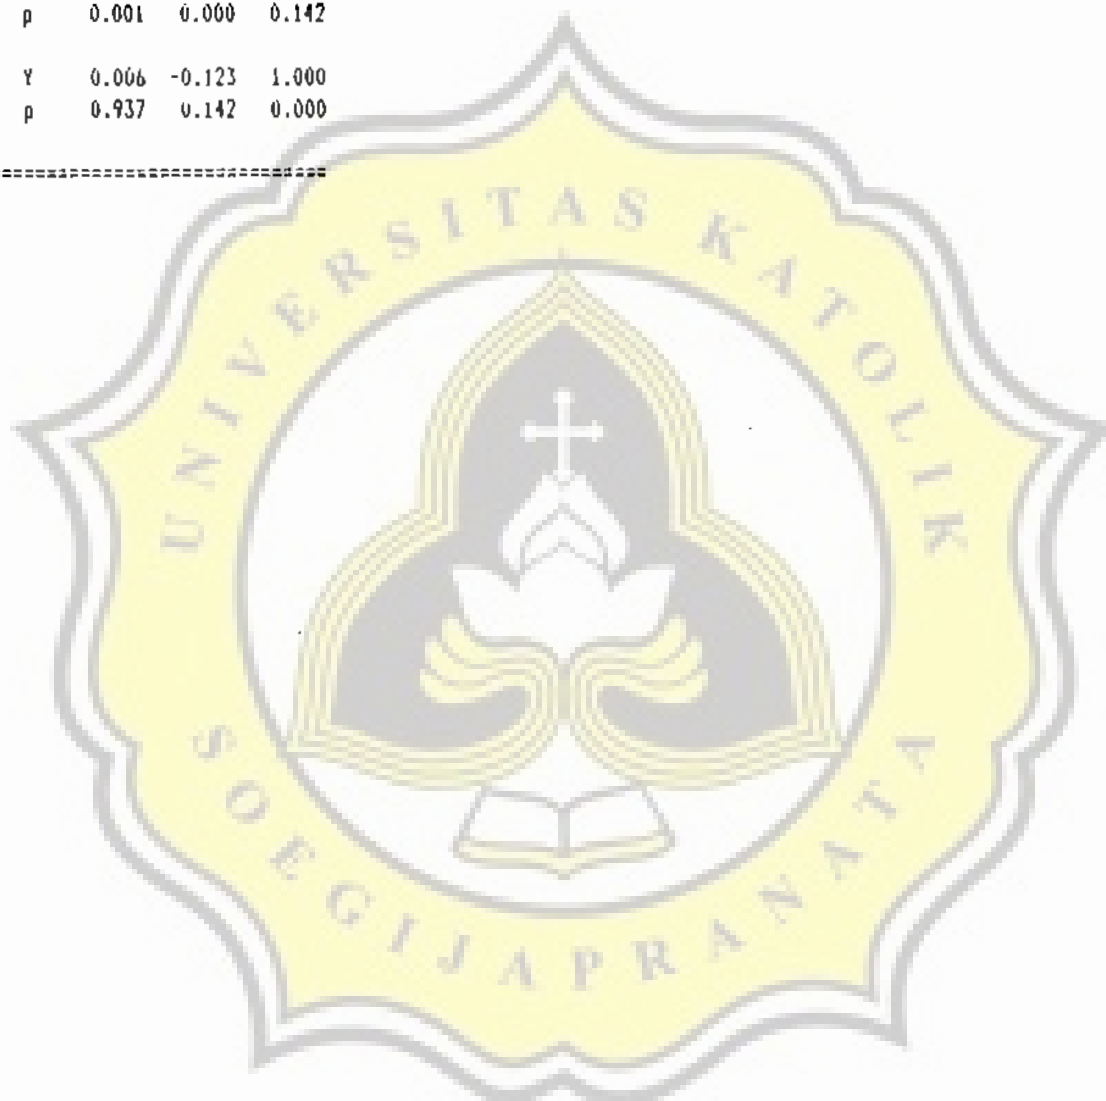 p 0.001 0.000 0.142
Y 0.006 -0.123 1.000
p 0.937 0.142 0.000
==============================
UNIVERSITAS KATOLIK
SOEGIJAPRANATA